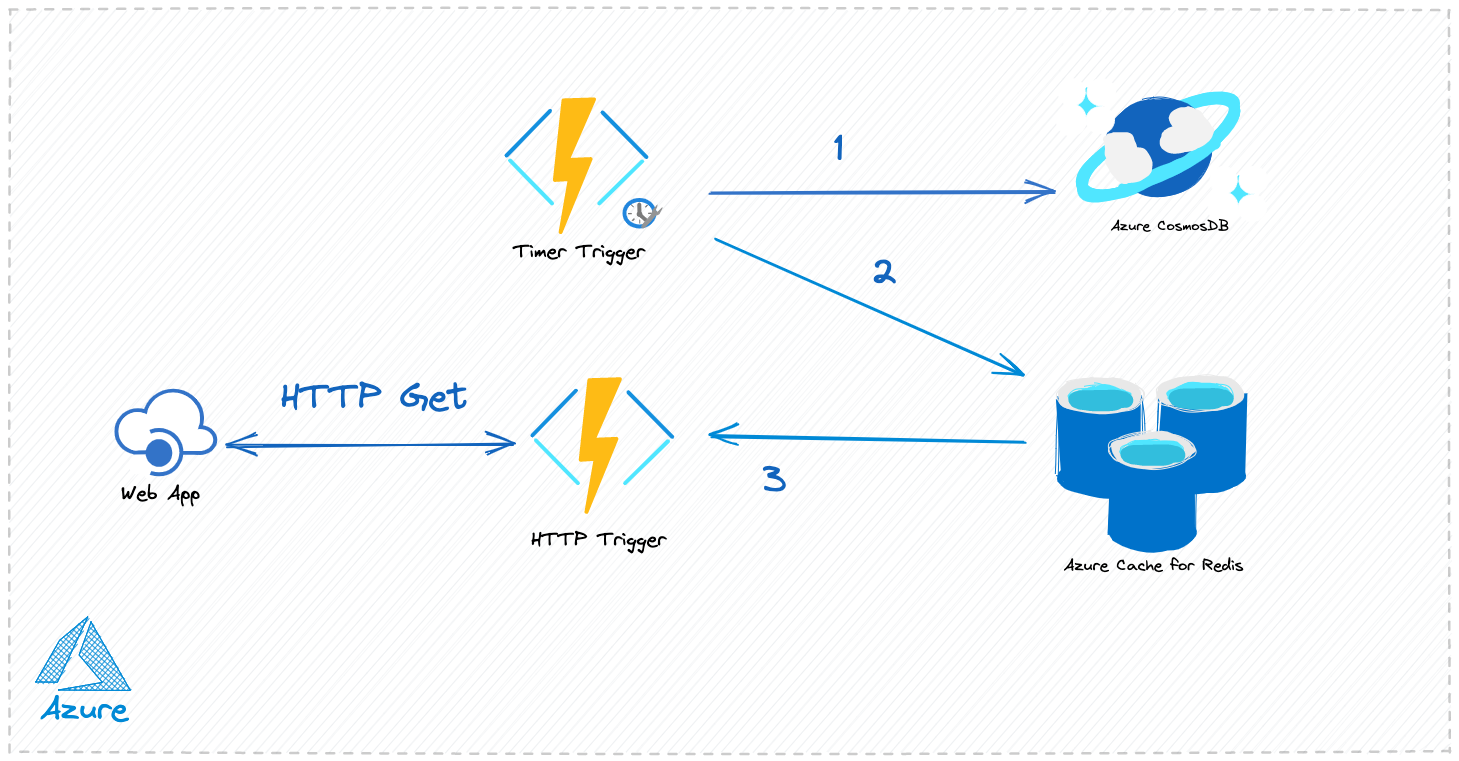 1
Azure CosmosDB
Timer Trigger
2
HTTP Get
3
Web App
HTTP Trigger
Azure Cache for Redis
Azure